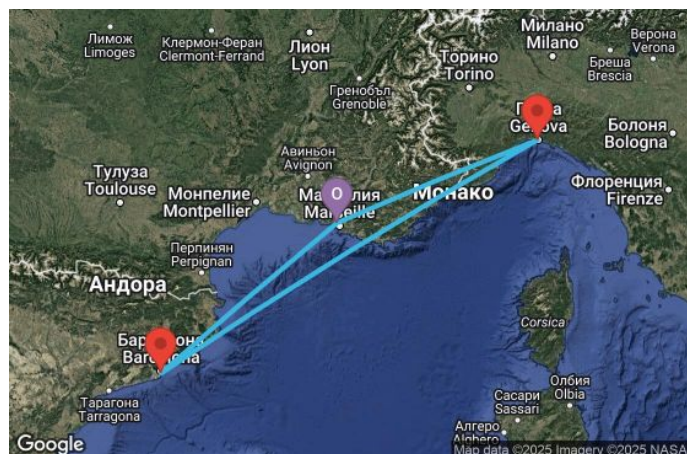 Лимож
Limoges
Клермон-Феран
Clermont-Ferrand
Лион
Lyon
Милано
Milano
Верона
Verona
Бреша
Brescia
Торино
Torino
Гренобъл
Grenoble
Genova
Болоня
Bologna
Авиньон
Avignon
Тулуза
Toulouse
Монпелие
Montpellier
O
Marseille
Монако
Флоренция
Firenze
Перпинян
Perpignan
Андора
Corsica
Barcelona
Тарагона
Tarragona
Олбия
Olbia
Сасари
Sassari
Алгеро
Alghero
Google
Map data ©2025 Imagery ©2025 NASA